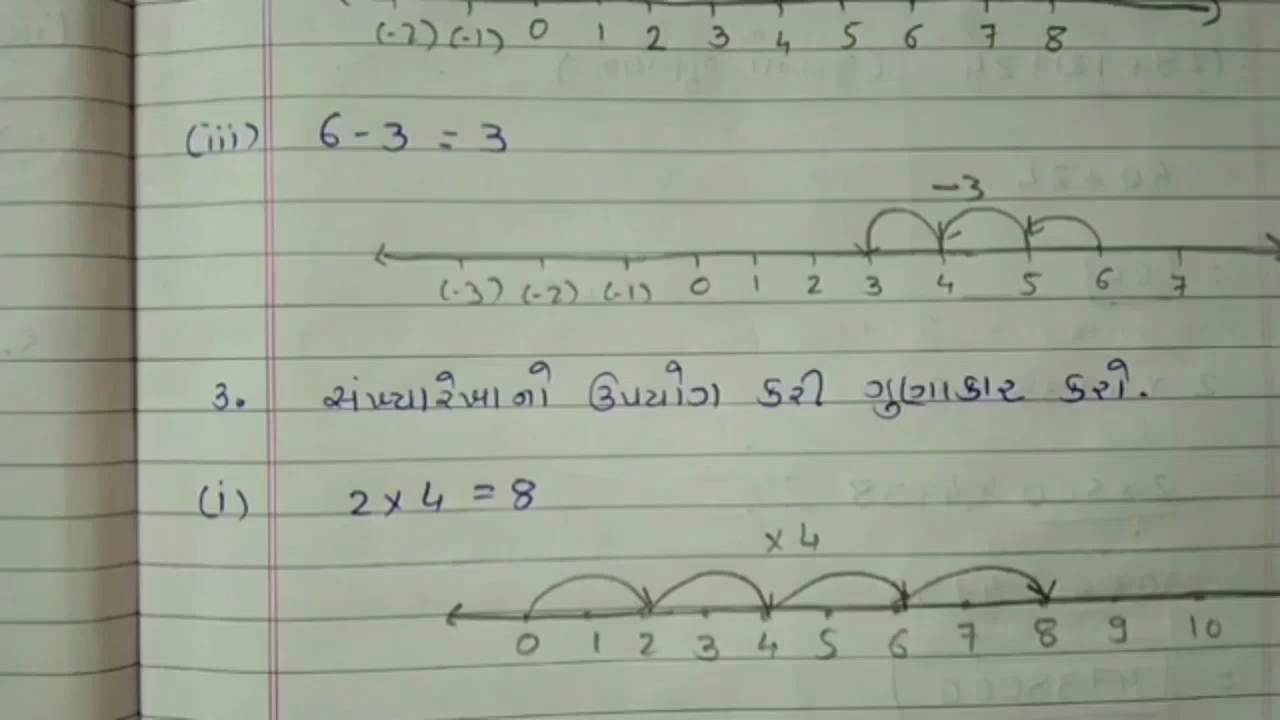 (-2) (-1) 0 1 2 3 4 5 6 7 8
(iii) 6 - 3 = 3
-3
(-3) (-2) (-1) 0 1 2 3 4 5 6 7
3. સંખ્યારેખાનો ઉપયોગ કરી ગુણાકાર કરો.
(i) 2 x 4 = 8
x 4
0 1 2 3 4 5 6 7 8 9 10